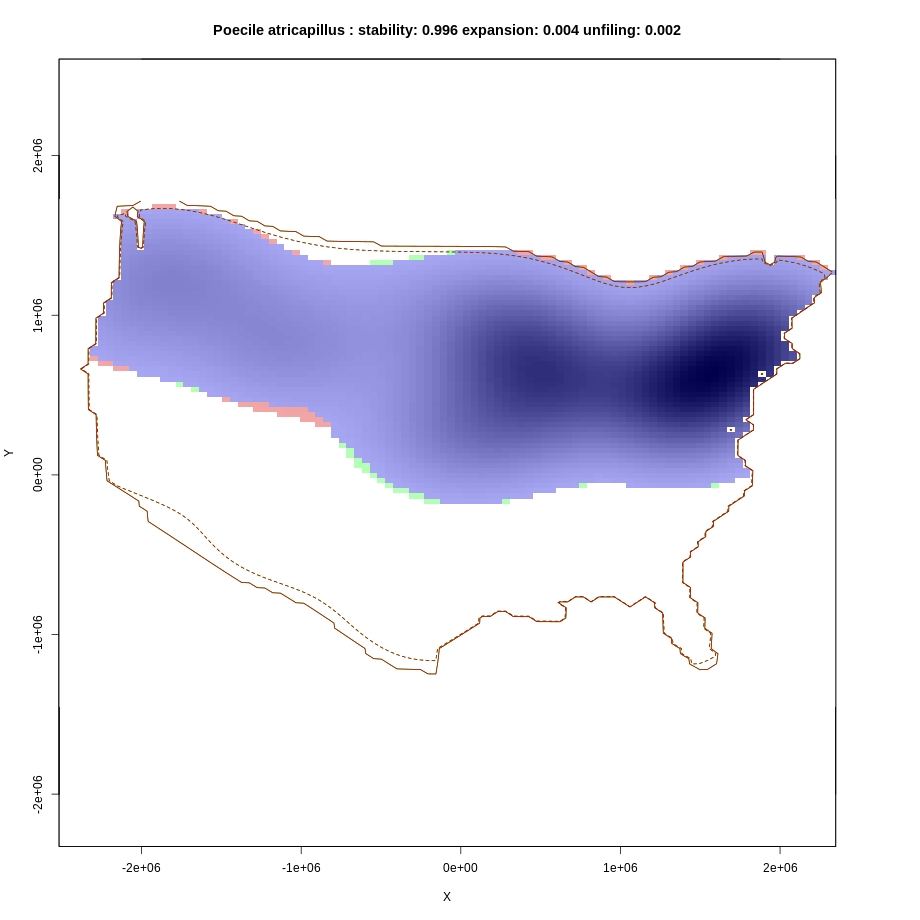 Poecile atricapillus : stability: 0.996 expansion: 0.004 unfiling: 0.002
2e+06
1e+06
0e+00
-1e+06
-2e+06
Y
-2e+06 -1e+06 0e+00 1e+06 2e+06
X